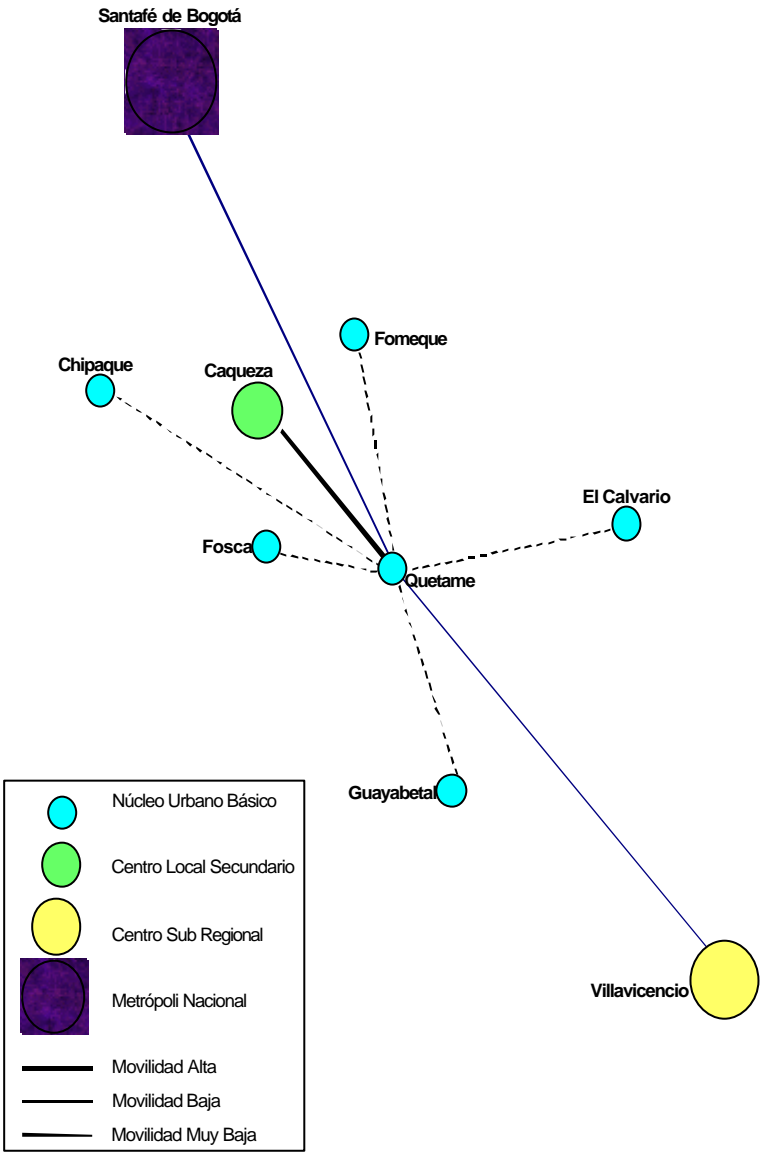 Santafé de Bogotá
Fomeque
Chipaque
Caqueza
El Calvario
Fosca
Quetame
Guayabetal
Villavicencio
Núcleo Urbano Básico
Centro Local Secundario
Centro Sub Regional
Metrópoli Nacional
Movilidad Alta
Movilidad Baja
Movilidad Muy Baja